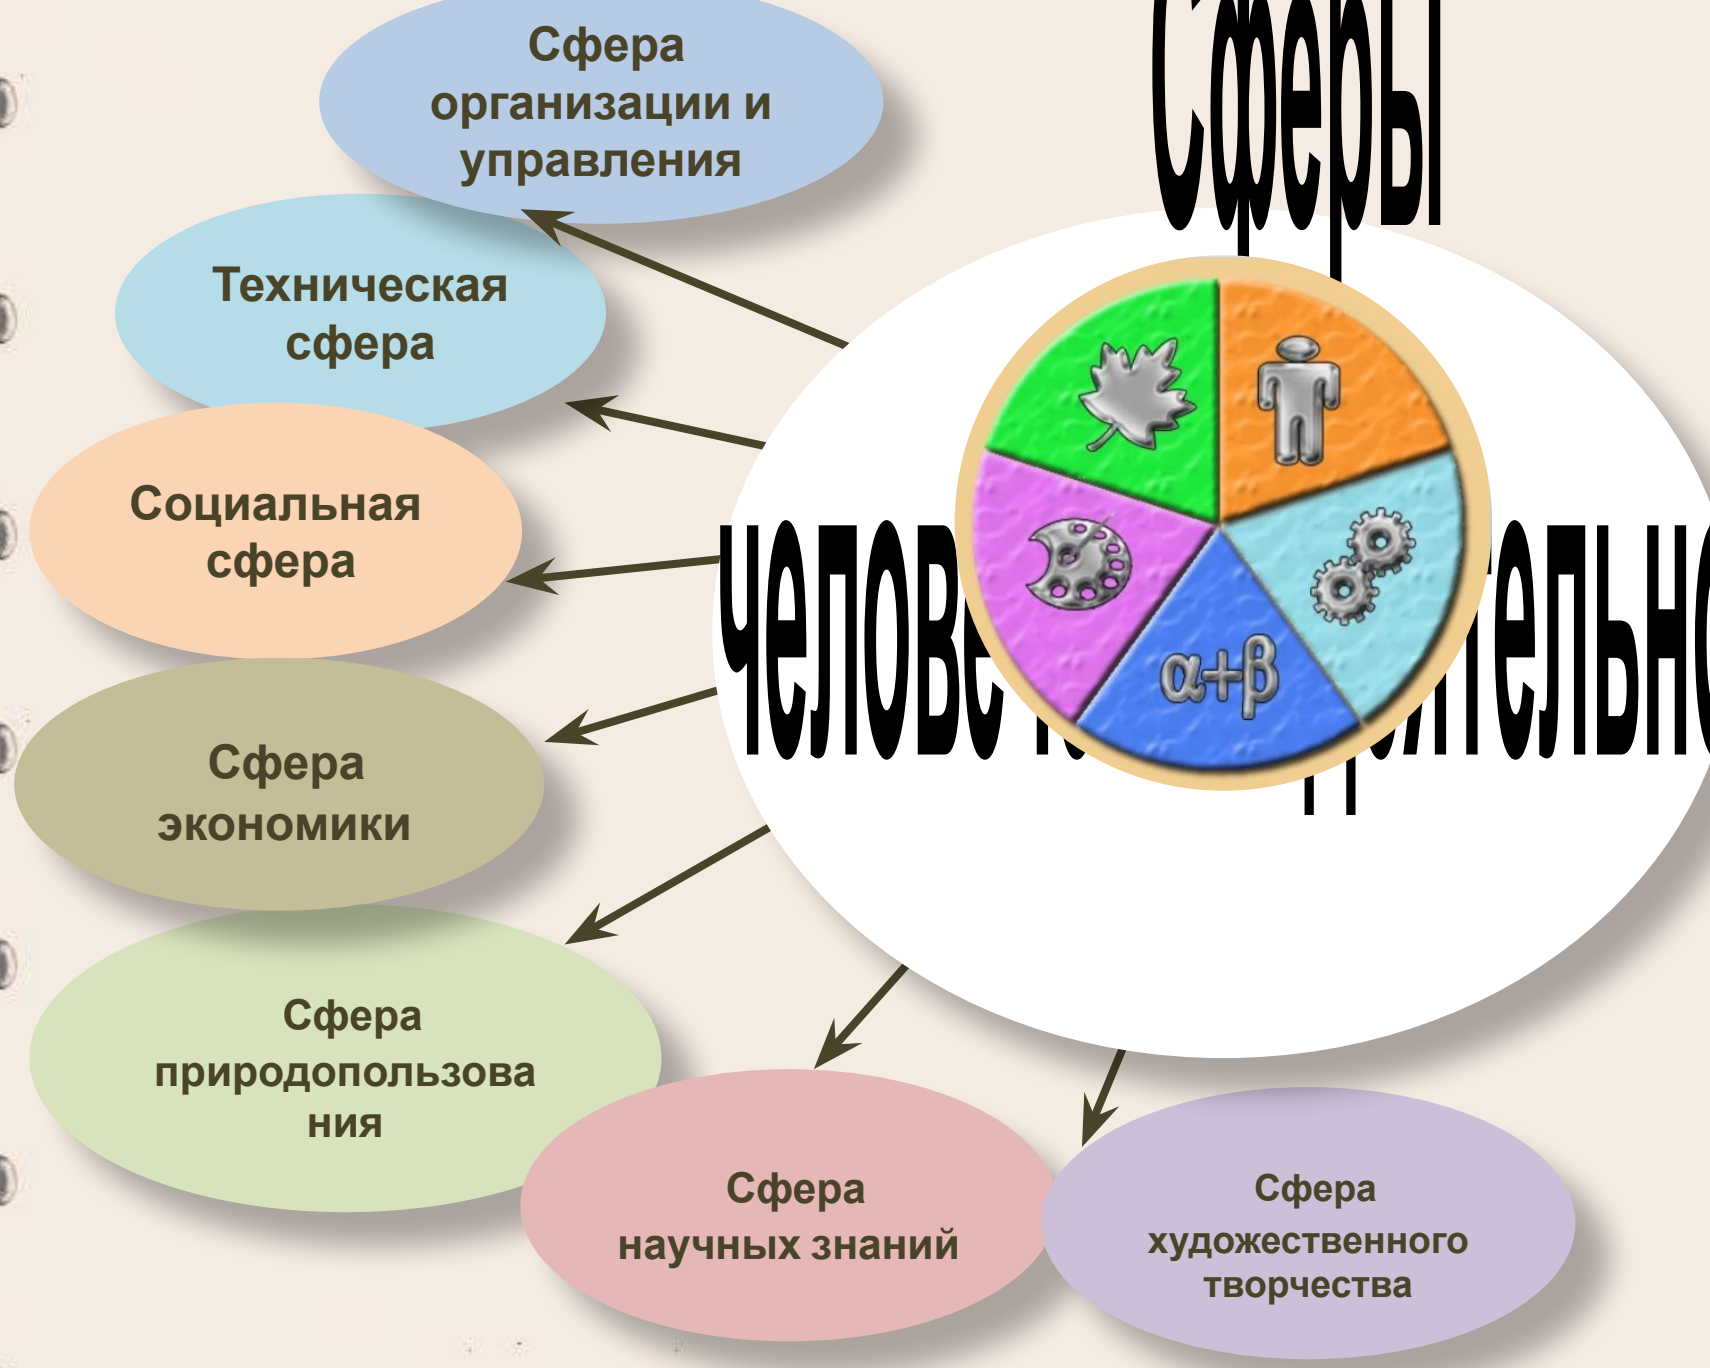 Сферы
Сфера
организации и
управления
Техническая
сфера
Социальная
сфера
Сфера
экономики
Сфера
природопользова
ния
Сфера
научных знаний
Сфера
художественного
творчества
α+β